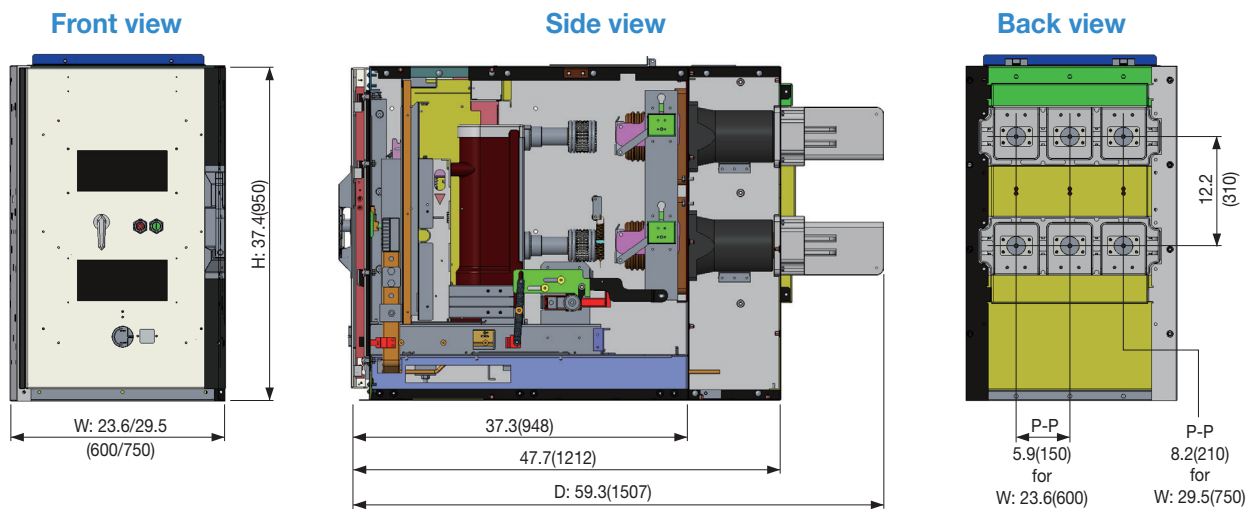 Front view
Side view
Back view
H: 37.4(950)
W: 23.6/29.5
(600/750)
37.3(948)
47.7(1212)
D: 59.3(1507)
12.2
(310)
P-P
5.9(150)
for
W: 23.6(600)
P-P
8.2(210)
for
W: 29.5(750)